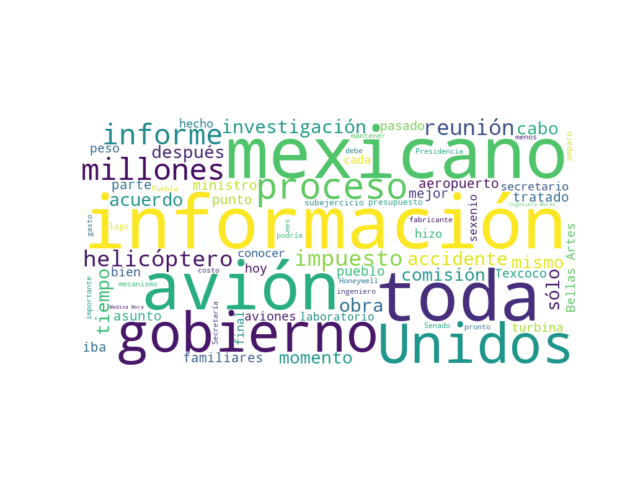 hecho
informe
investigación
pasado
reunión
cabo
mantener
menos
amparo
peso
después
mexicano
debe
cada
Presidencia
millones
parte
Puebla
ministro
proceso
aeropuerto
secretario
acuerdo
punto
mejor
sexenio
tratado
gasto
lago
información
subejercicio
presupuesto
mes
podría
fabricante
hizo
Bellas Artes
helicóptero
conocer
impuesto
accidente
mismo
bien
hoy
costo
avión
pueblo
Honeywell
ingeniero
comisión
Texcoco
sólo
importante
tiempo
mecanismo
toda
obra
Medina Mora
asunto
Secretaría
aviones
final
laboratorio
gobierno
Unidos
Senado
pronto
turbina
iba
familiares
momento